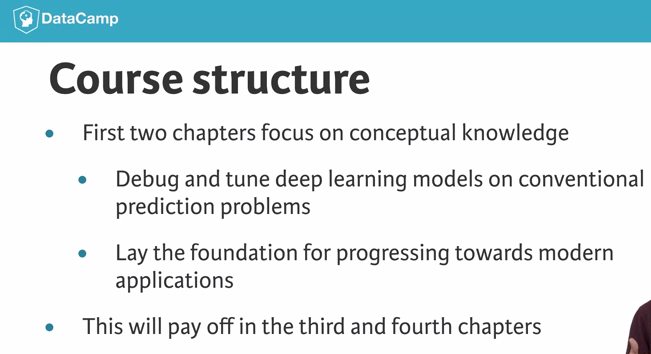 DataCamp
Course structure
• First two chapters focus on conceptual knowledge
• Debug and tune deep learning models on conventional
prediction problems
• Lay the foundation for progressing towards modern
applications
• This will pay off in the third and fourth chapters